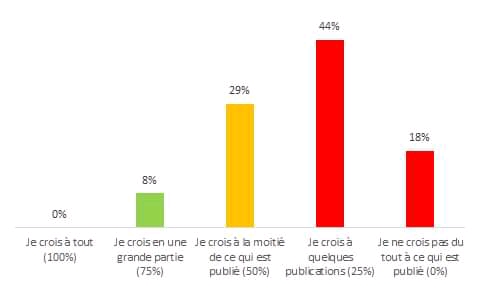 44%
29%
18%
8%
0%
Je crois à tout
(100%)
Je crois en une
grande partie
(75%)
Je crois à la moitié
de ce qui est
publié (50%)
Je crois à
quelques
publications (25%)
Je ne crois pas du
tout à ce qui est
publié (0%)